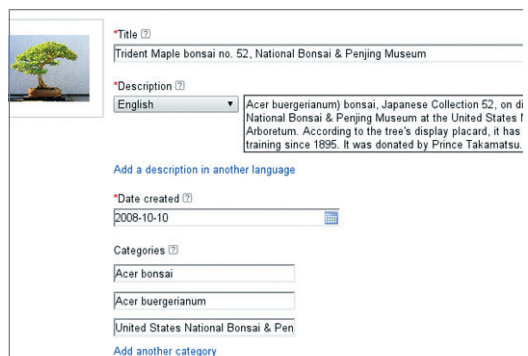 *Title [?]
Trident Maple bonsai no. 52, National Bonsai & Penjing Museum
*Description [?]
English
Acer buergerianum) bonsai, Japanese Collection 52, on di
National Bonsai & Penjing Museum at the United States
Arboretum. According to the tree's display placard, it has
training since 1895. It was donated by Prince Takamatsu.
Add a description in another language
*Date created [?]
2008-10-10
Categories [?]
Acer bonsai
Acer buergerianum
United States National Bonsai & Pen
Add another category